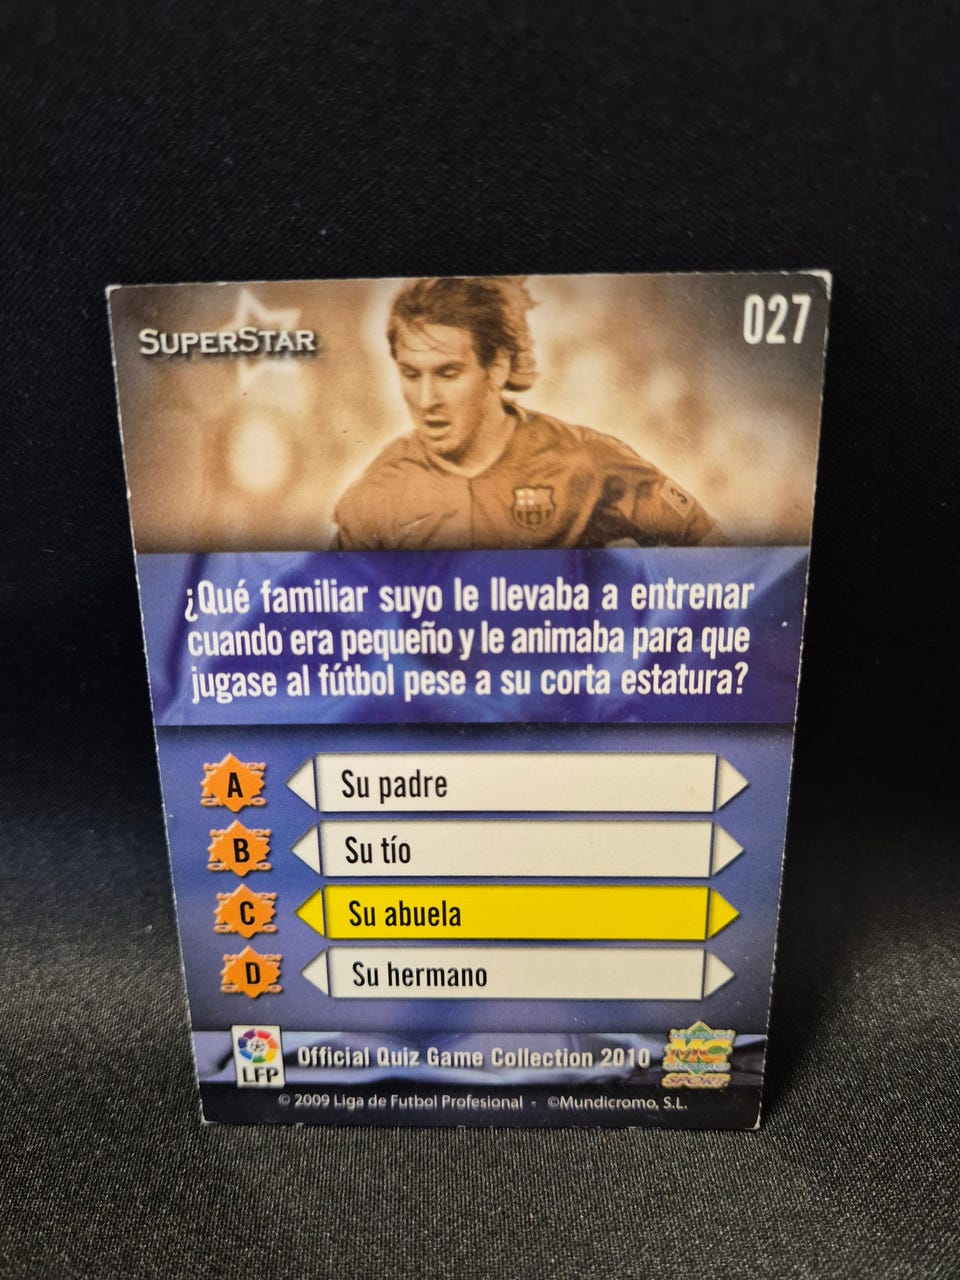 SUPERSTAR
027
¿Qué familiar suyo le llevaba a entrenar
cuando era pequeño y le animaba para que
jugase al fútbol pese a su corta estatura?
A Su padre
B Su tío
C Su abuela
D Su hermano
LFP
Official Quiz Game Collection 2010
MC
SPORT
© 2009 Liga de Futbol Profesional - ©Mundicromo, S.L.